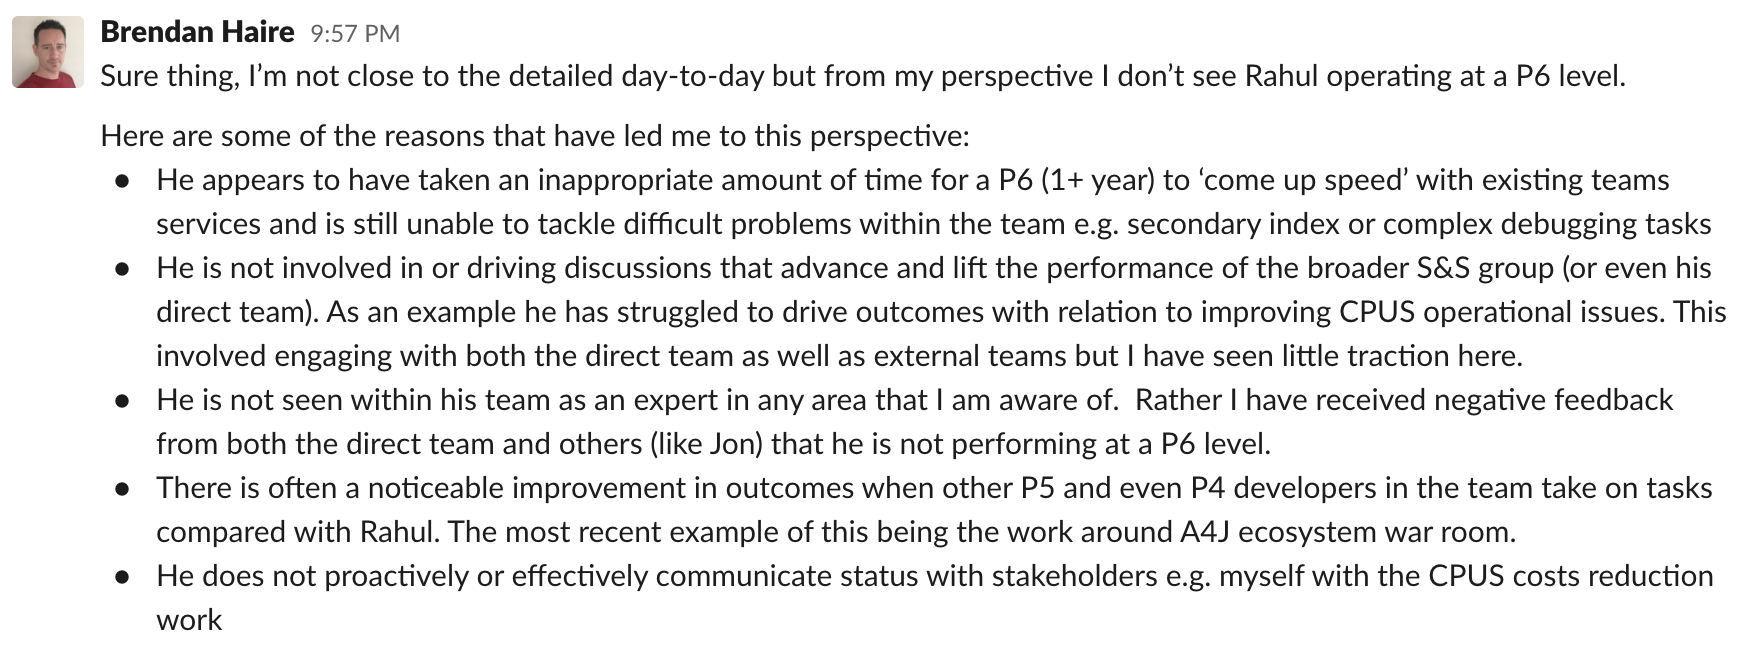 Brendan Haire 9:57 PM
Sure thing, I’m not close to the detailed day-to-day but from my perspective I don’t see Rahul operating at a P6 level.
Here are some of the reasons that have led me to this perspective:
● He appears to have taken an inappropriate amount of time for a P6 (1+ year) to ‘come up speed’ with existing teams
services and is still unable to tackle difficult problems within the team e.g. secondary index or complex debugging tasks
● He is not involved in or driving discussions that advance and lift the performance of the broader S&S group (or even his
direct team). As an example he has struggled to drive outcomes with relation to improving CPUS operational issues. This
involved engaging with both the direct team as well as external teams but I have seen little traction here.
● He is not seen within his team as an expert in any area that I am aware of.  Rather I have received negative feedback
from both the direct team and others (like Jon) that he is not performing at a P6 level.
● There is often a noticeable improvement in outcomes when other P5 and even P4 developers in the team take on tasks
compared with Rahul. The most recent example of this being the work around A4J ecosystem war room.
● He does not proactively or effectively communicate status with stakeholders e.g. myself with the CPUS costs reduction
work